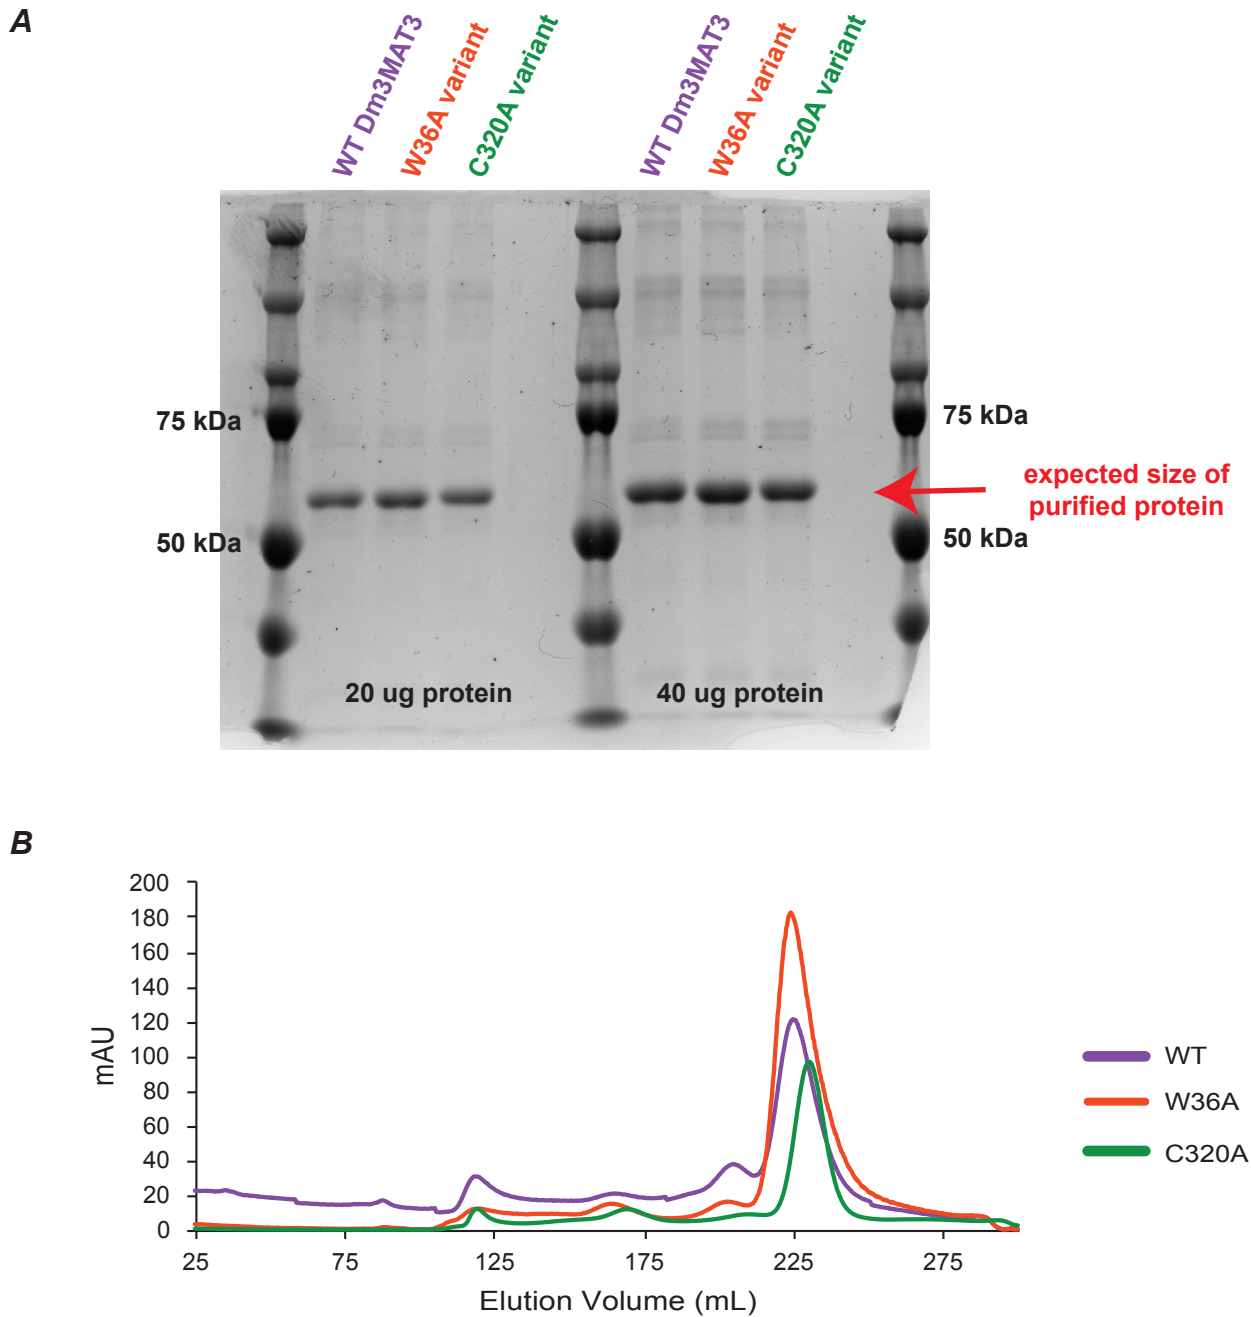 A
WT Dm3MAT3
W36A variant
C320A variant
WT Dm3MAT3
W36A variant
C320A variant
75 kDa
75 kDa
expected size of
purified protein
50 kDa
50 kDa
20 ug protein
40 ug protein
B
200
180
160
140
120
100
80
60
40
20
0
mAU
25
75
125
175
225
275
Elution Volume (mL)
WT
W36A
C320A